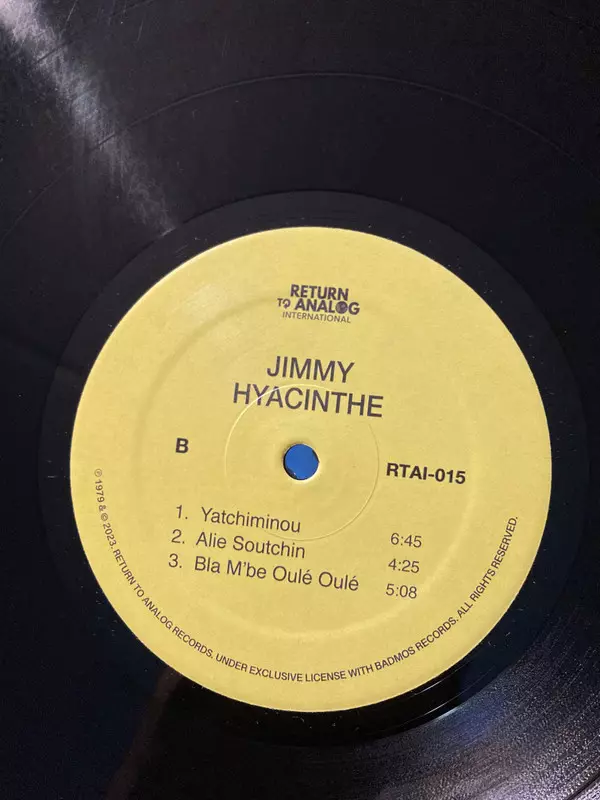 RETURN
TO ANALOG
INTERNATIONAL
JIMMY
HYACINTHE
B
RTAI-015
1. Yatchiminou 6:45
2. Alie Soutchin 4:25
3. Bla M'be Oulé Oulé 5:08
℗ 1979 & © 2023. RETURN TO ANALOG RECORDS. UNDER EXCLUSIVE LICENSE WITH BADMOS RECORDS. ALL RIGHTS RESERVED.